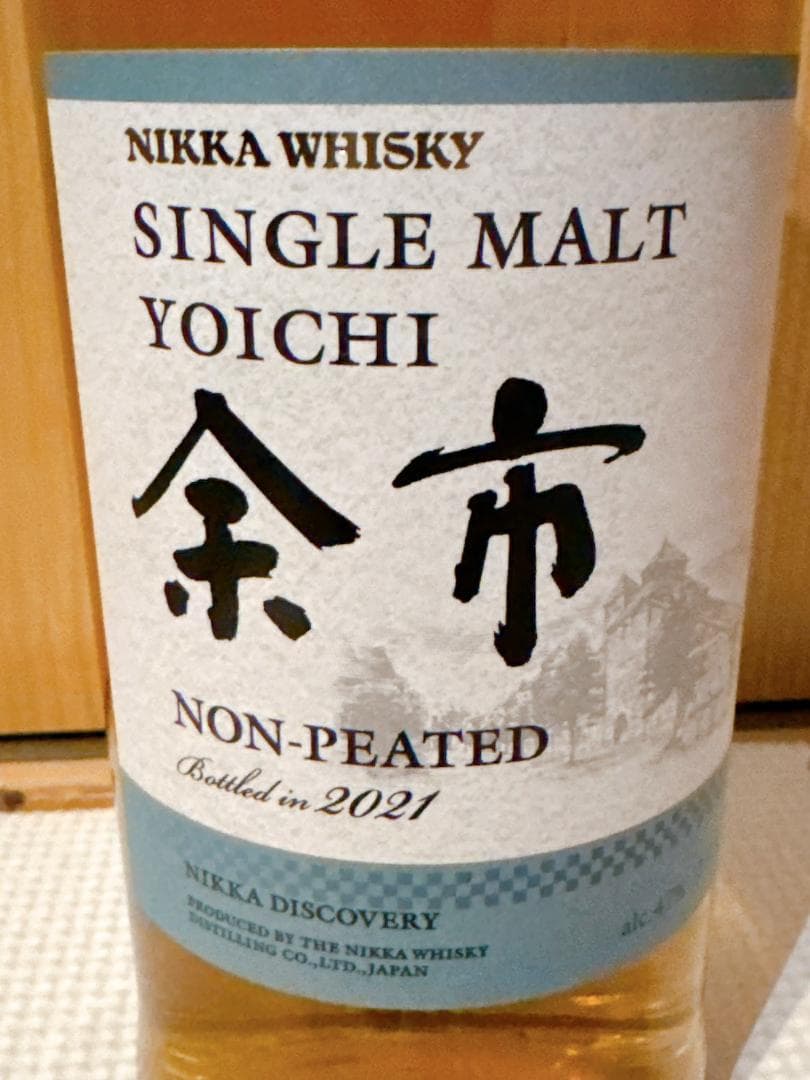 NIKKA WHISKY
SINGLE MALT
YOICHI
余市
NON-PEATED
Bottled in 2021
NIKKA DISCOVERY
PRODUCED BY THE NIKKA WHISKY
DISTILLING CO.,LTD.,JAPAN
alc.